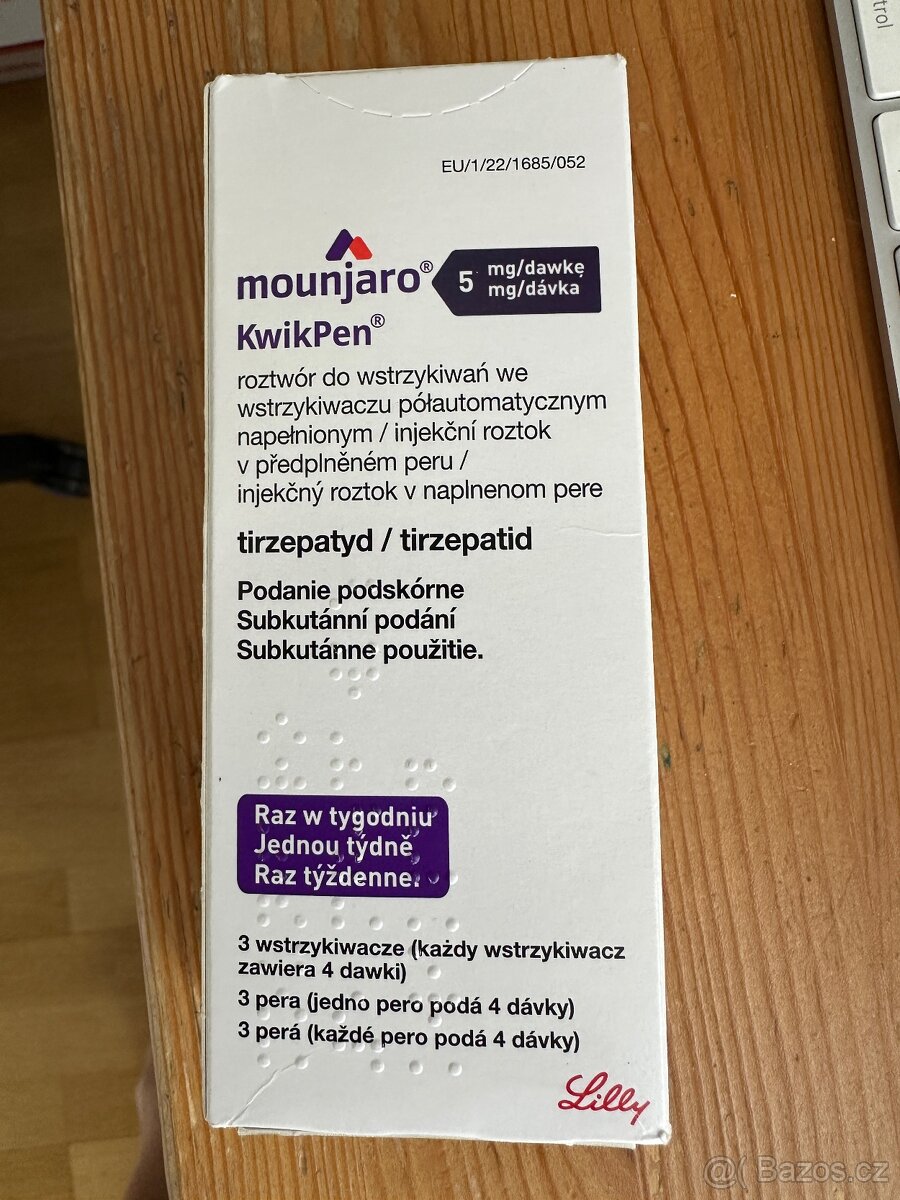 trol
EU/1/22/1685/052
mounjaro®
5 mg/dawkę
mg/dávka
KwikPen®
roztwór do wstrzykiwań we
wstrzykiwaczu półautomatycznym
napełnionym / injekční roztok
v předplněném peru /
injekčný roztok v naplnenom pere
tirzepatyd / tirzepatid
Podanie podskórne
Subkutánní podání
Subkutánne použitie.
Raz w tygodniu
Jednou týdně
Raz týždenne.
3 wstrzykiwacze (każdy wstrzykiwacz
zawiera 4 dawki)
3 pera (jedno pero podá 4 dávky)
3 perá (každé pero podá 4 dávky)
Lilly
@ Bazos.cz